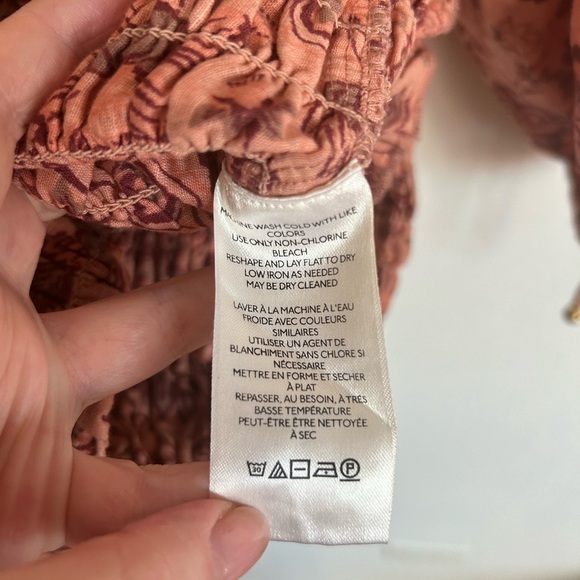 MACHINE WASH COLD WITH LIKE
COLORS
USE ONLY NON-CHLORINE
BLEACH
RESHAPE AND LAY FLAT TO DRY
LOW IRON AS NEEDED
MAY BE DRY CLEANED
LAVER À LA MACHINE À L'EAU
FROIDE AVEC COULEURS
SIMILAIRES
UTILISER UN AGENT DE
BLANCHIMENT SANS CHLORE SI
NÉCESSAIRE
METTRE EN FORME ET SÉCHER
À PLAT
REPASSER, AU BESOIN, À TRÈS
BASSE TEMPÉRATURE
PEUT-ÊTRE ÊTRE NETTOYÉE
À SEC
30 P